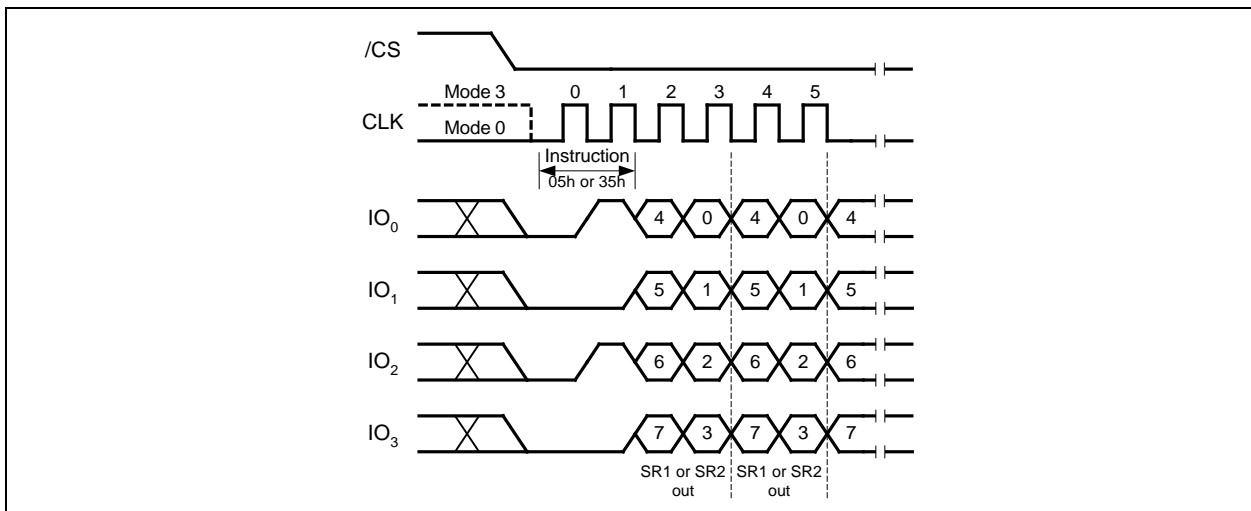 /CS
Mode 3 0 1 2 3 4 5
CLK
Mode 0
Instruction
05h or 35h
IO0 4 0 4 0 4
IO1 5 1 5 1 5
IO2 6 2 6 2 6
IO3 7 3 7 3 7
SR1 or SR2 SR1 or SR2
out out